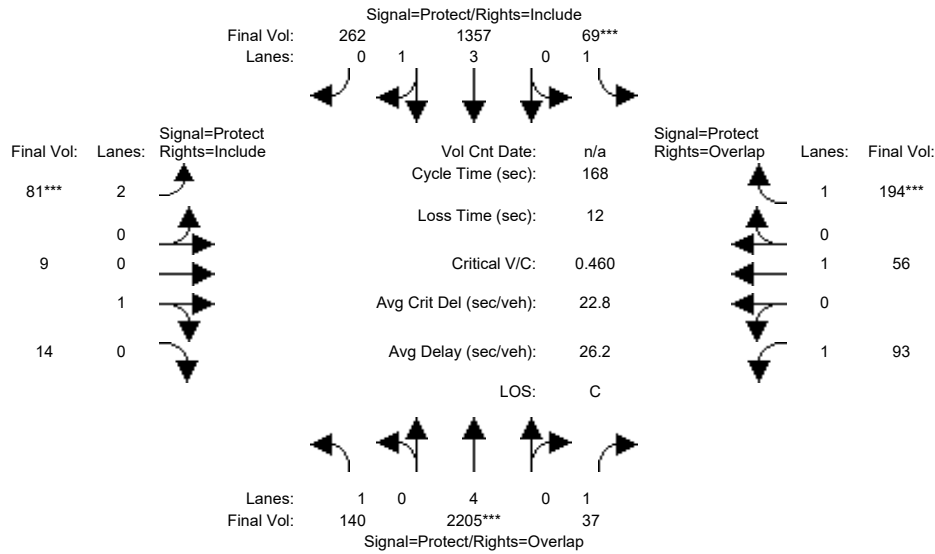 Signal=Protect/Rights=Include
Final Vol: 262 1357 69***
Lanes: 0 1 3 0 1
Signal=Protect Signal=Protect
Final Vol: Lanes: Rights=Include Vol Cnt Date: n/a Rights=Overlap Lanes: Final Vol:
Cycle Time (sec): 168
81*** 2 1 194***
Loss Time (sec): 12
0 0
9 0 Critical V/C: 0.460 1 56
1 Avg Crit Del (sec/veh): 22.8 0
14 0 Avg Delay (sec/veh): 26.2 1 93
LOS: C
Lanes: 1 0 4 0 1
Final Vol: 140 2205*** 37
Signal=Protect/Rights=Overlap